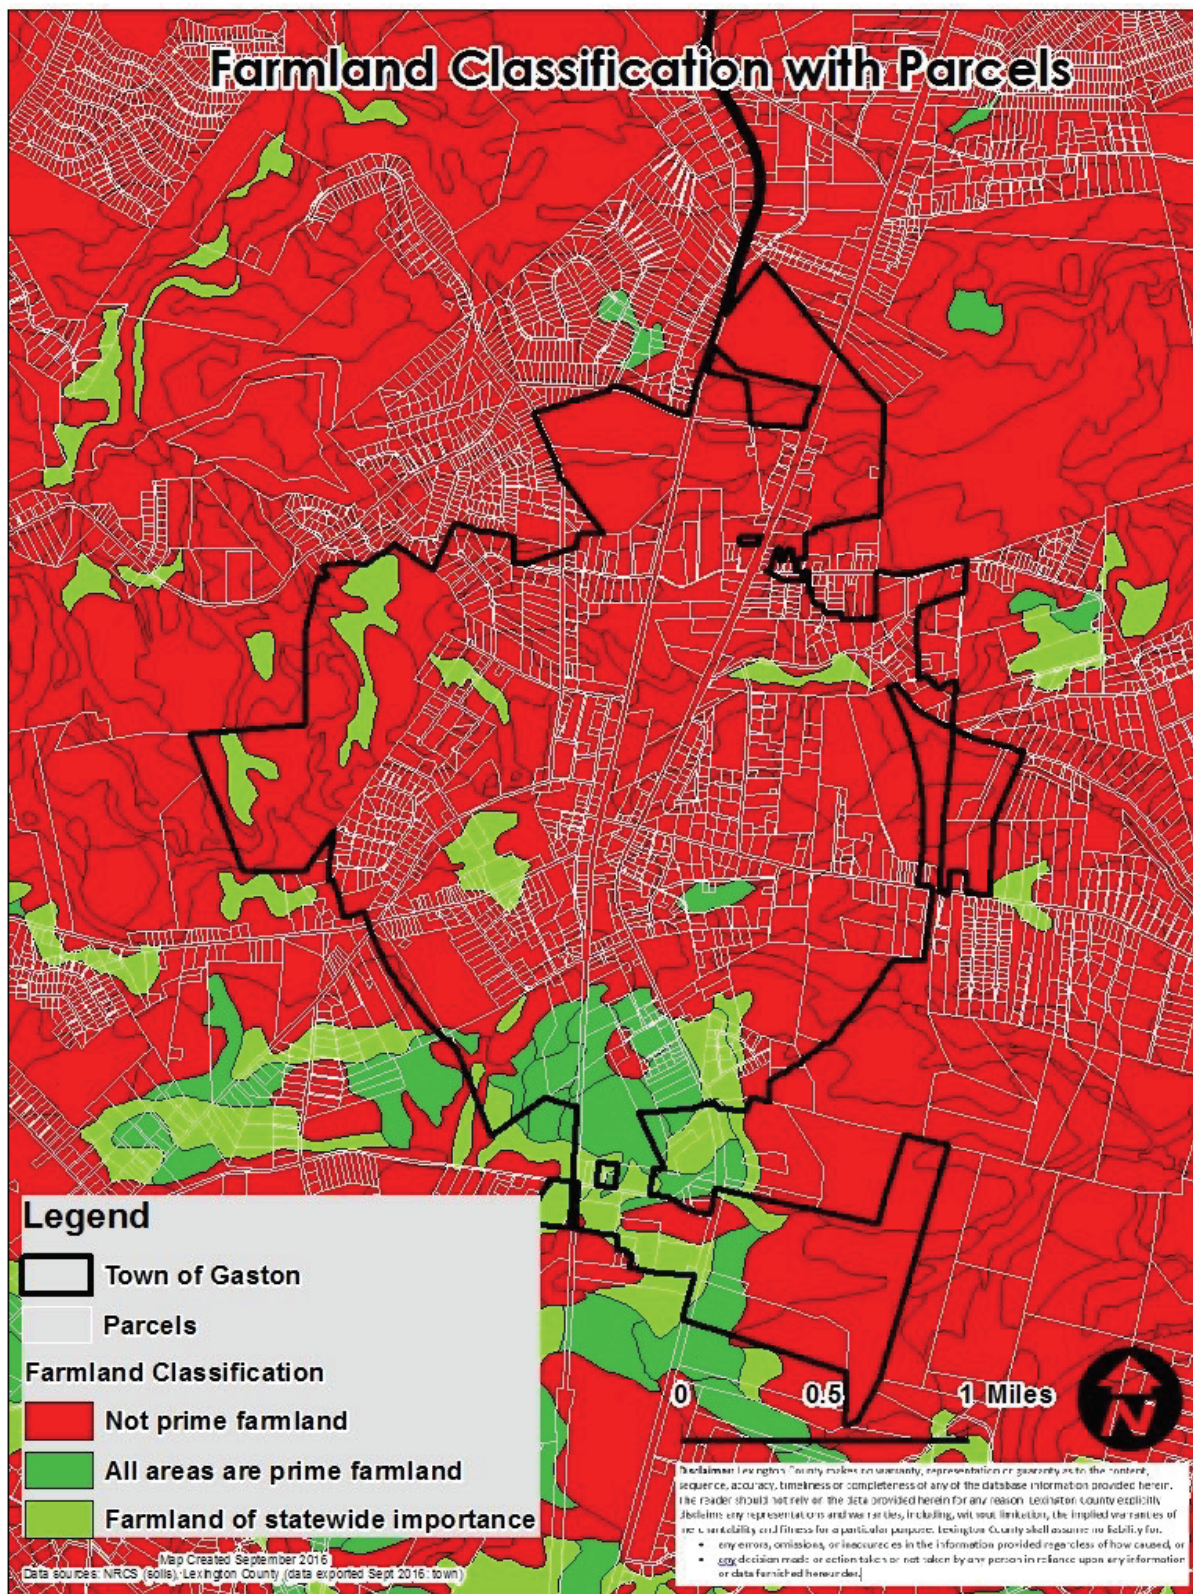 Farmland Classification with Parcels
Legend
Town of Gaston
Parcels
Farmland Classification
Not prime farmland
All areas are prime farmland
Farmland of statewide importance
Map Created September 2016
Data sources: NRCS (soils), Lexington County (data exported Sept 2016: town)
0 0.5 1 Miles
N
Disclaimer: Lexington County makes no warranty, representation or guaranty as to the content,
sequence, accuracy, timeliness or completeness of any of the database information provided herein.
The reader should not rely on the data provided herein for any reason. Lexington County explicitly
disclaims any representations and warranties, including, without limitation, the implied warranties of
merchantability and fitness for a particular purpose. Lexington County shall assume no liability for:
• any errors, omissions, or inaccuracies in the information provided regardless of how caused, or
• any decision made or action taken or not taken by any person in reliance upon any information
or data furnished hereunder.